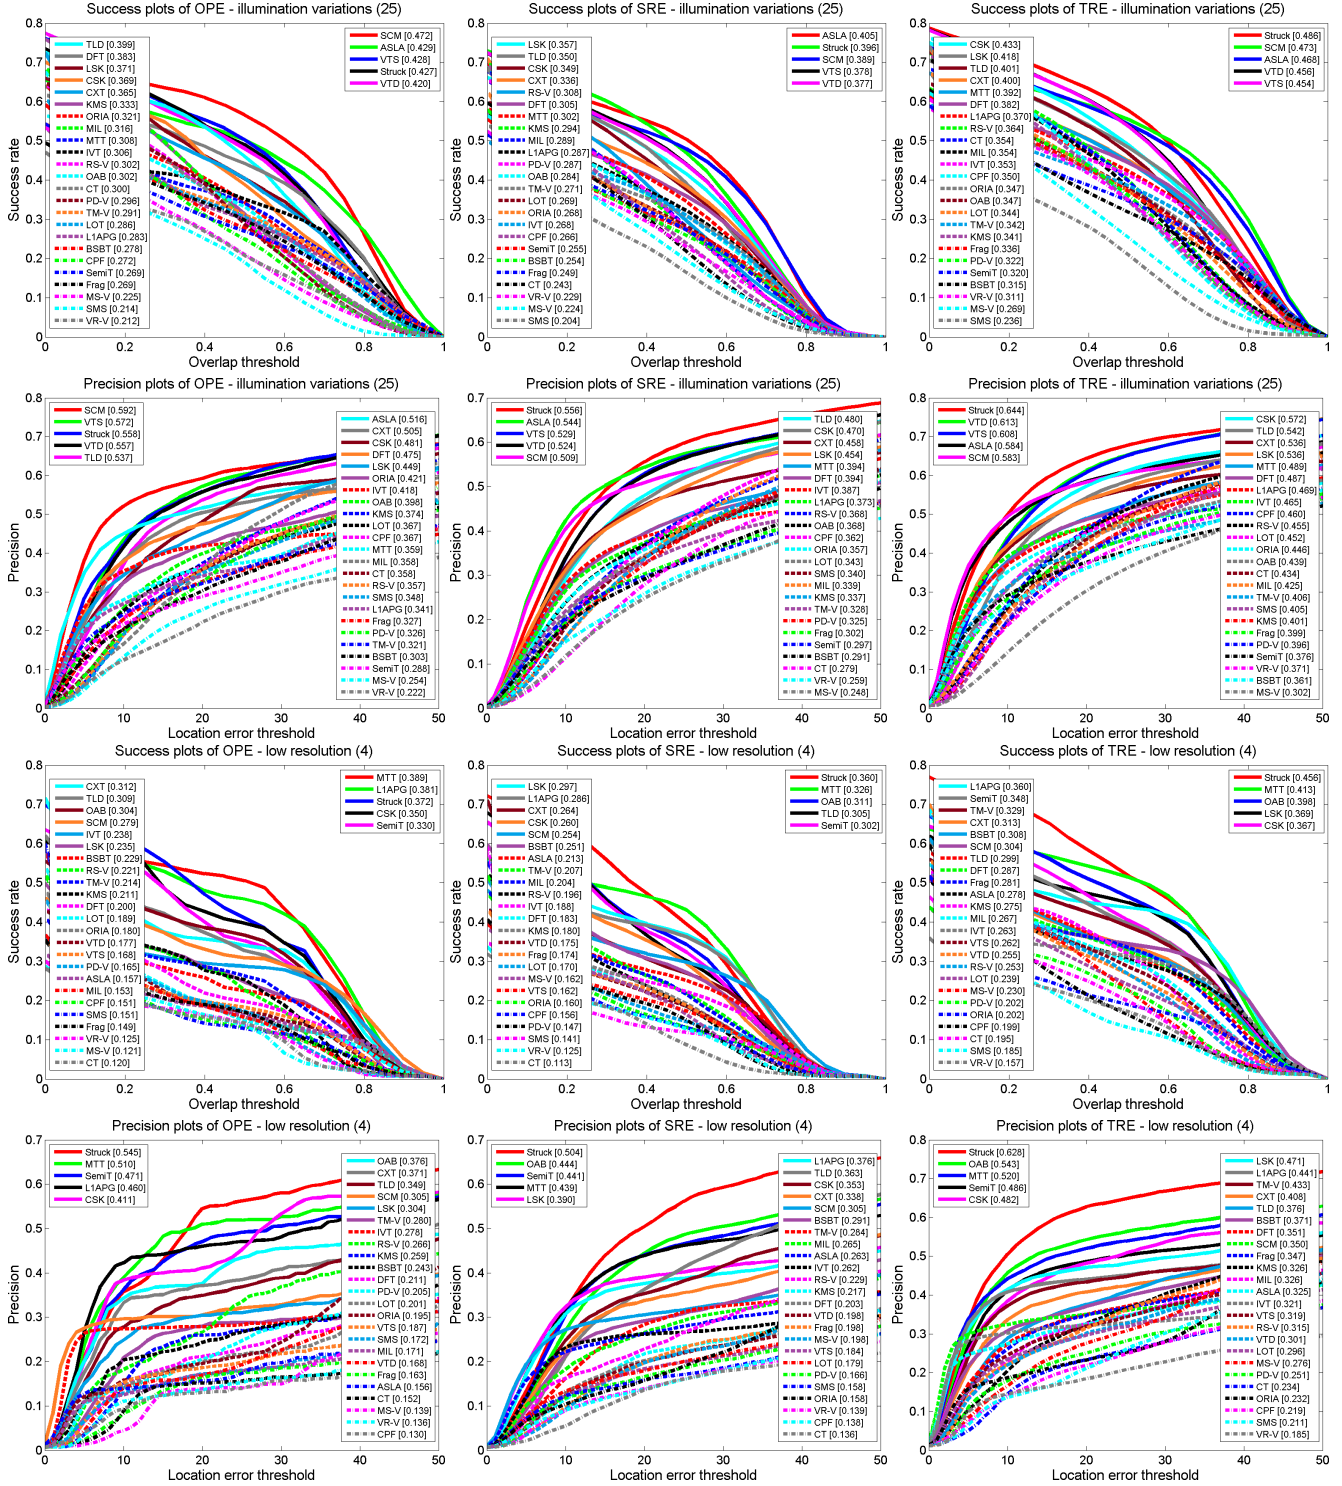 Success plots of OPE - illumination variations (25)
SCM [0.472]
ASLA [0.429]
VTS [0.428]
Struck [0.427]
VTD [0.420]
TLD [0.399]
DFT [0.383]
LSK [0.371]
CSK [0.369]
CXT [0.365]
KMS [0.333]
ORIA [0.321]
MIL [0.316]
MTT [0.308]
IVT [0.306]
RS-V [0.302]
OAB [0.302]
CT [0.300]
PD-V [0.296]
TM-V [0.291]
LOT [0.286]
L1APG [0.283]
BSBT [0.278]
CPF [0.272]
SemiT [0.269]
Frag [0.269]
MS-V [0.225]
SMS [0.214]
VR-V [0.212]
Success rate
Overlap threshold
Success plots of SRE - illumination variations (25)
ASLA [0.405]
Struck [0.396]
SCM [0.389]
VTS [0.378]
VTD [0.377]
LSK [0.357]
TLD [0.350]
CSK [0.349]
CXT [0.336]
RS-V [0.308]
DFT [0.305]
MTT [0.302]
KMS [0.294]
MIL [0.289]
L1APG [0.287]
PD-V [0.287]
OAB [0.284]
TM-V [0.271]
LOT [0.269]
ORIA [0.268]
IVT [0.268]
CPF [0.266]
SemiT [0.255]
BSBT [0.254]
Frag [0.249]
CT [0.243]
VR-V [0.229]
MS-V [0.224]
SMS [0.204]
Success rate
Overlap threshold
Success plots of TRE - illumination variations (25)
Struck [0.486]
SCM [0.473]
ASLA [0.468]
VTD [0.456]
VTS [0.454]
CSK [0.433]
LSK [0.418]
TLD [0.401]
CXT [0.400]
MTT [0.392]
DFT [0.382]
L1APG [0.370]
RS-V [0.364]
CT [0.354]
MIL [0.354]
IVT [0.353]
CPF [0.350]
ORIA [0.347]
OAB [0.347]
LOT [0.344]
TM-V [0.342]
KMS [0.341]
Frag [0.336]
PD-V [0.322]
SemiT [0.320]
BSBT [0.315]
VR-V [0.311]
MS-V [0.269]
SMS [0.236]
Success rate
Overlap threshold
Precision plots of OPE - illumination variations (25)
SCM [0.592]
VTS [0.572]
Struck [0.558]
VTD [0.557]
TLD [0.537]
ASLA [0.516]
CXT [0.505]
CSK [0.481]
DFT [0.475]
LSK [0.449]
ORIA [0.421]
IVT [0.418]
OAB [0.398]
KMS [0.374]
LOT [0.367]
CPF [0.367]
MTT [0.359]
MIL [0.358]
CT [0.358]
RS-V [0.357]
SMS [0.348]
L1APG [0.341]
Frag [0.327]
PD-V [0.326]
TM-V [0.321]
BSBT [0.303]
SemiT [0.288]
MS-V [0.254]
VR-V [0.222]
Precision
Location error threshold
Precision plots of SRE - illumination variations (25)
Struck [0.556]
ASLA [0.544]
VTS [0.529]
VTD [0.524]
SCM [0.509]
TLD [0.480]
CSK [0.470]
CXT [0.458]
LSK [0.454]
MTT [0.394]
DFT [0.394]
IVT [0.387]
L1APG [0.373]
RS-V [0.368]
OAB [0.368]
CPF [0.362]
ORIA [0.357]
LOT [0.343]
SMS [0.340]
MIL [0.339]
KMS [0.337]
TM-V [0.328]
PD-V [0.325]
Frag [0.302]
SemiT [0.297]
BSBT [0.291]
CT [0.279]
VR-V [0.259]
MS-V [0.248]
Precision
Location error threshold
Precision plots of TRE - illumination variations (25)
Struck [0.644]
VTD [0.613]
VTS [0.608]
ASLA [0.584]
SCM [0.583]
CSK [0.572]
TLD [0.542]
CXT [0.536]
LSK [0.536]
MTT [0.489]
DFT [0.487]
L1APG [0.469]
IVT [0.465]
CPF [0.460]
RS-V [0.455]
LOT [0.452]
ORIA [0.446]
OAB [0.439]
CT [0.434]
MIL [0.425]
TM-V [0.406]
SMS [0.405]
KMS [0.401]
Frag [0.399]
PD-V [0.396]
SemiT [0.376]
VR-V [0.371]
BSBT [0.361]
MS-V [0.302]
Precision
Location error threshold
Success plots of OPE - low resolution (4)
MTT [0.389]
L1APG [0.381]
Struck [0.372]
CSK [0.350]
SemiT [0.330]
CXT [0.312]
TLD [0.309]
OAB [0.304]
SCM [0.279]
IVT [0.238]
LSK [0.235]
BSBT [0.229]
RS-V [0.221]
TM-V [0.214]
KMS [0.211]
DFT [0.200]
LOT [0.189]
ORIA [0.180]
VTD [0.177]
VTS [0.168]
PD-V [0.165]
ASLA [0.157]
MIL [0.153]
CPF [0.151]
SMS [0.151]
Frag [0.149]
VR-V [0.125]
MS-V [0.121]
CT [0.120]
Success rate
Overlap threshold
Success plots of SRE - low resolution (4)
Struck [0.360]
MTT [0.326]
OAB [0.311]
TLD [0.305]
SemiT [0.302]
LSK [0.297]
L1APG [0.286]
CXT [0.264]
CSK [0.260]
SCM [0.254]
BSBT [0.251]
ASLA [0.213]
TM-V [0.207]
MIL [0.204]
RS-V [0.196]
IVT [0.188]
DFT [0.183]
KMS [0.180]
VTD [0.175]
Frag [0.174]
LOT [0.170]
MS-V [0.162]
VTS [0.162]
ORIA [0.160]
CPF [0.156]
PD-V [0.147]
SMS [0.141]
VR-V [0.125]
CT [0.113]
Success rate
Overlap threshold
Success plots of TRE - low resolution (4)
Struck [0.456]
MTT [0.413]
OAB [0.398]
LSK [0.369]
CSK [0.367]
L1APG [0.360]
SemiT [0.348]
TM-V [0.329]
CXT [0.313]
BSBT [0.308]
SCM [0.304]
TLD [0.299]
DFT [0.287]
Frag [0.281]
ASLA [0.278]
KMS [0.275]
MIL [0.267]
IVT [0.263]
VTS [0.262]
VTD [0.255]
RS-V [0.253]
LOT [0.239]
MS-V [0.230]
PD-V [0.202]
ORIA [0.202]
CPF [0.199]
CT [0.195]
SMS [0.185]
VR-V [0.157]
Success rate
Overlap threshold
Precision plots of OPE - low resolution (4)
Struck [0.545]
MTT [0.510]
SemiT [0.471]
L1APG [0.460]
CSK [0.411]
OAB [0.376]
CXT [0.371]
TLD [0.349]
SCM [0.305]
LSK [0.304]
TM-V [0.280]
IVT [0.278]
RS-V [0.266]
KMS [0.259]
BSBT [0.243]
DFT [0.211]
PD-V [0.205]
LOT [0.201]
ORIA [0.195]
VTS [0.187]
SMS [0.172]
MIL [0.171]
VTD [0.168]
Frag [0.163]
ASLA [0.156]
CT [0.152]
MS-V [0.139]
VR-V [0.136]
CPF [0.130]
Precision
Location error threshold
Precision plots of SRE - low resolution (4)
Struck [0.504]
OAB [0.444]
SemiT [0.441]
MTT [0.439]
LSK [0.390]
L1APG [0.376]
TLD [0.363]
CSK [0.353]
CXT [0.338]
SCM [0.305]
BSBT [0.291]
TM-V [0.284]
MIL [0.265]
ASLA [0.263]
IVT [0.262]
RS-V [0.229]
KMS [0.217]
DFT [0.203]
VTD [0.198]
Frag [0.198]
MS-V [0.198]
VTS [0.184]
LOT [0.179]
PD-V [0.166]
SMS [0.158]
ORIA [0.158]
VR-V [0.139]
CPF [0.138]
CT [0.136]
Precision
Location error threshold
Precision plots of TRE - low resolution (4)
Struck [0.628]
OAB [0.543]
MTT [0.520]
SemiT [0.486]
CSK [0.482]
LSK [0.471]
L1APG [0.441]
TM-V [0.433]
CXT [0.408]
TLD [0.376]
BSBT [0.371]
DFT [0.351]
SCM [0.350]
Frag [0.347]
KMS [0.326]
MIL [0.326]
ASLA [0.325]
IVT [0.321]
VTS [0.319]
RS-V [0.315]
VTD [0.301]
LOT [0.296]
MS-V [0.276]
PD-V [0.251]
CT [0.234]
ORIA [0.232]
CPF [0.219]
SMS [0.211]
VR-V [0.185]
Precision
Location error threshold